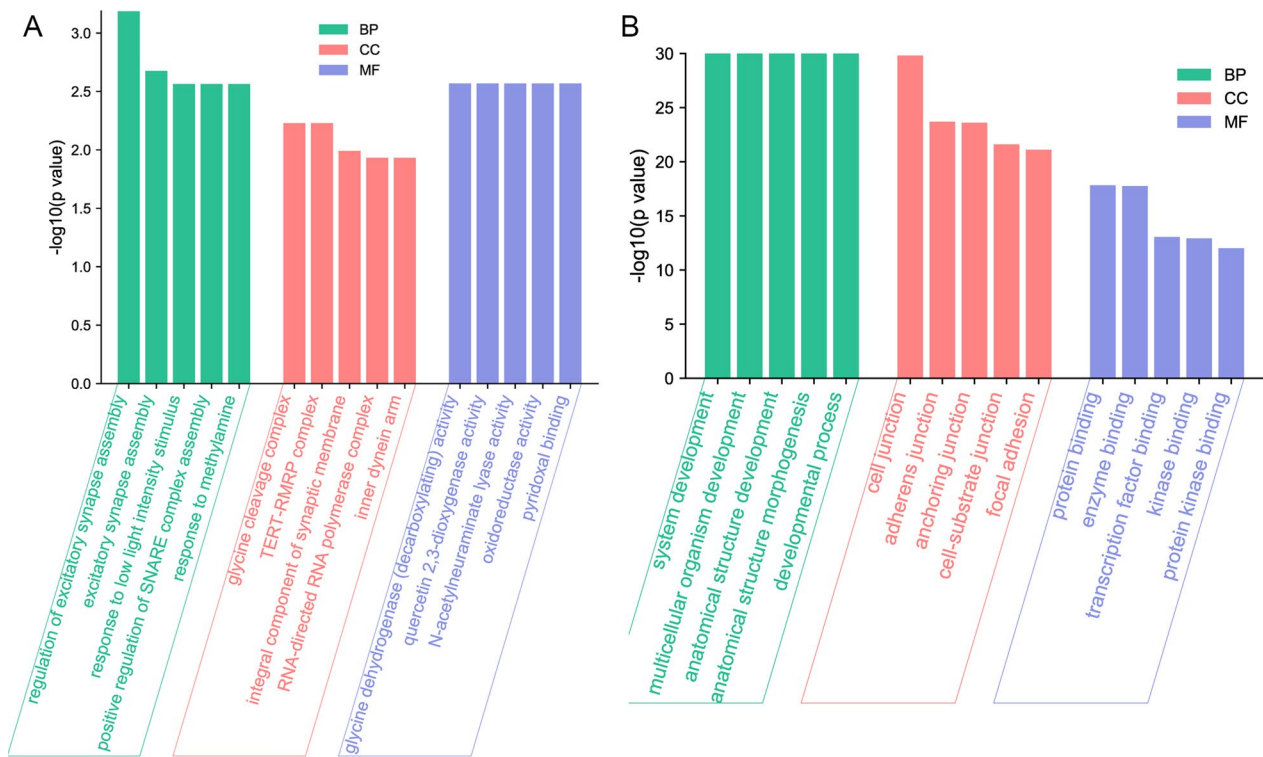 A
-log10(p value)
3.0
2.5
2.0
1.5
1.0
0.5
0.0
BP
CC
MF
regulation of excitatory synapse assembly
excitatory synapse assembly
response to low light intensity stimulus
positive regulation of SNARE complex assembly
response to methylamine
glycine cleavage complex
TERT-RMRP complex
integral component of synaptic membrane
RNA-directed RNA polymerase complex
inner dynein arm
glycine dehydrogenase (decarboxylating) activity
quercetin 2,3-dioxygenase activity
N-acetylneuraminate lyase activity
oxidoreductase activity
pyridoxal binding
B
-log10(p value)
30
25
20
15
10
5
0
BP
CC
MF
system development
multicellular organism development
anatomical structure development
anatomical structure morphogenesis
developmental process
cell junction
adherens junction
anchoring junction
cell-substrate junction
focal adhesion
protein binding
enzyme binding
transcription factor binding
kinase binding
protein kinase binding